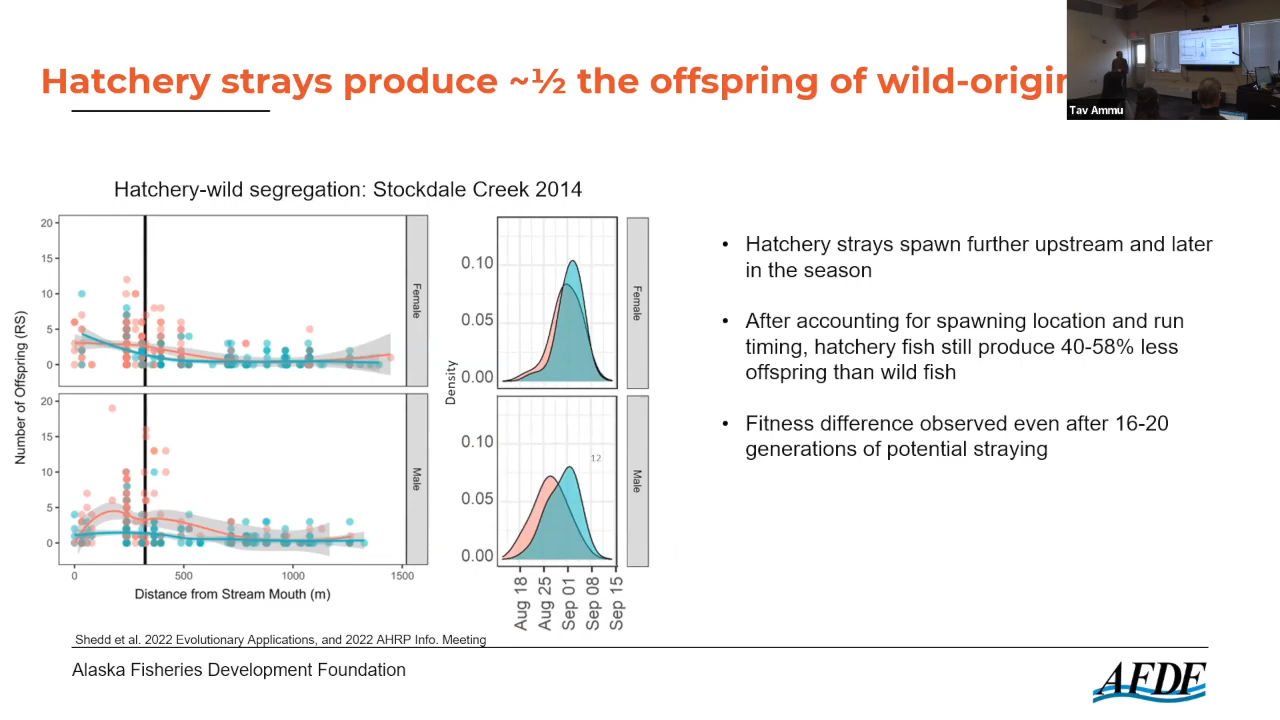 Hatchery strays produce ~½ the offspring of wild-origin
Tav Ammu
Hatchery-wild segregation: Stockdale Creek 2014
Number of Offspring (RS)
20
15
10
5
0
Female
20
15
10
5
0
Male
0
500
1000
1500
Distance from Stream Mouth (m)
Density
0.10
0.05
0.00
Female
0.10
0.05
0.00
12
Male
Aug 18
Aug 25
Sep 01
Sep 08
Sep 15
• Hatchery strays spawn further upstream and later
in the season
• After accounting for spawning location and run
timing, hatchery fish still produce 40-58% less
offspring than wild fish
• Fitness difference observed even after 16-20
generations of potential straying
Shedd et al. 2022 Evolutionary Applications, and 2022 AHRP Info. Meeting
Alaska Fisheries Development Foundation
AFDF